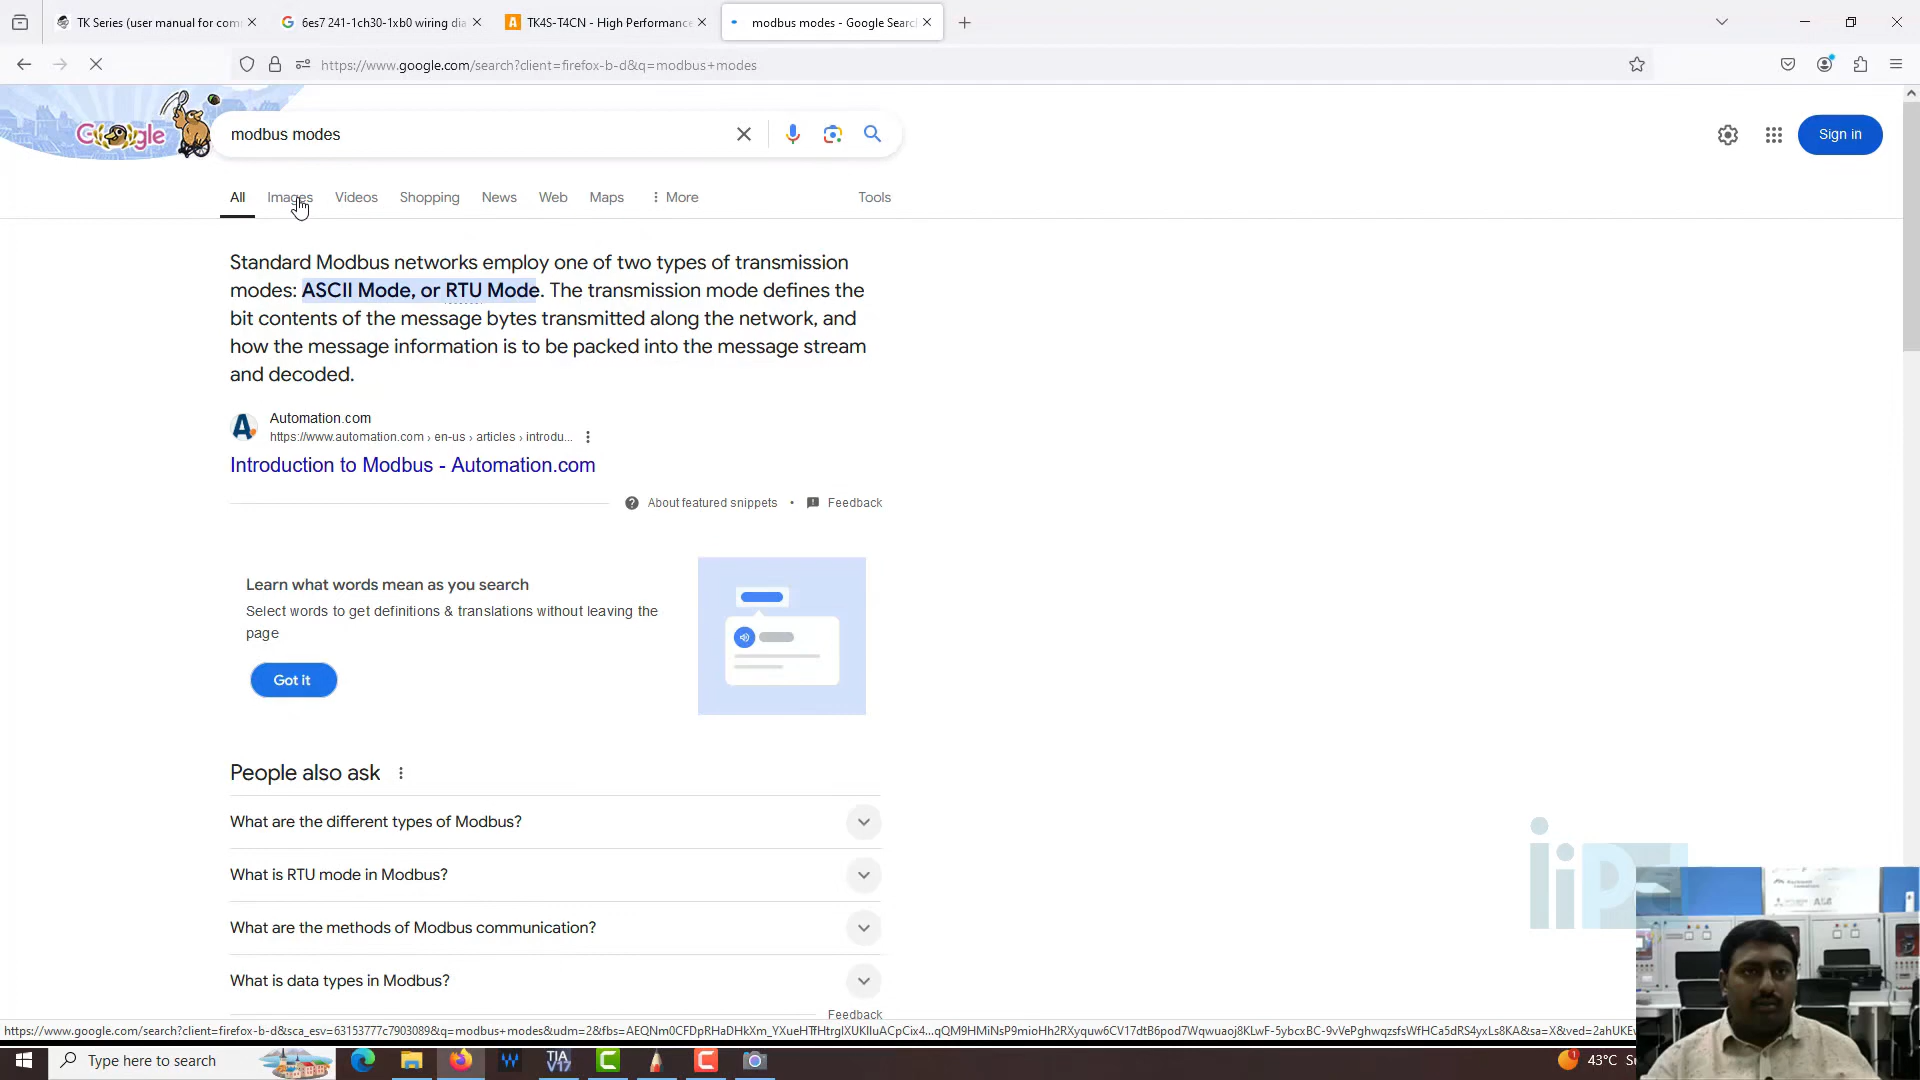 TK Series (user manual for com
6es7 241-1ch30-1xb0 wiring dia
TK4S-T4CN - High Performance
modbus modes - Google Searc
https://www.google.com/search?client=firefox-b-d&q=modbus+modes
Google
modbus modes
Sign in
All
Images
Videos
Shopping
News
Web
Maps
More
Tools
Standard Modbus networks employ one of two types of transmission
modes: ASCII Mode, or RTU Mode. The transmission mode defines the
bit contents of the message bytes transmitted along the network, and
how the message information is to be packed into the message stream
and decoded.
Automation.com
https://www.automation.com › en-us › articles › introdu...
Introduction to Modbus - Automation.com
About featured snippets
•
Feedback
Learn what words mean as you search
Select words to get definitions & translations without leaving the
page
Got it
People also ask
What are the different types of Modbus?
What is RTU mode in Modbus?
What are the methods of Modbus communication?
What is data types in Modbus?
Feedback
Type here to search
TIA
V17
43°C